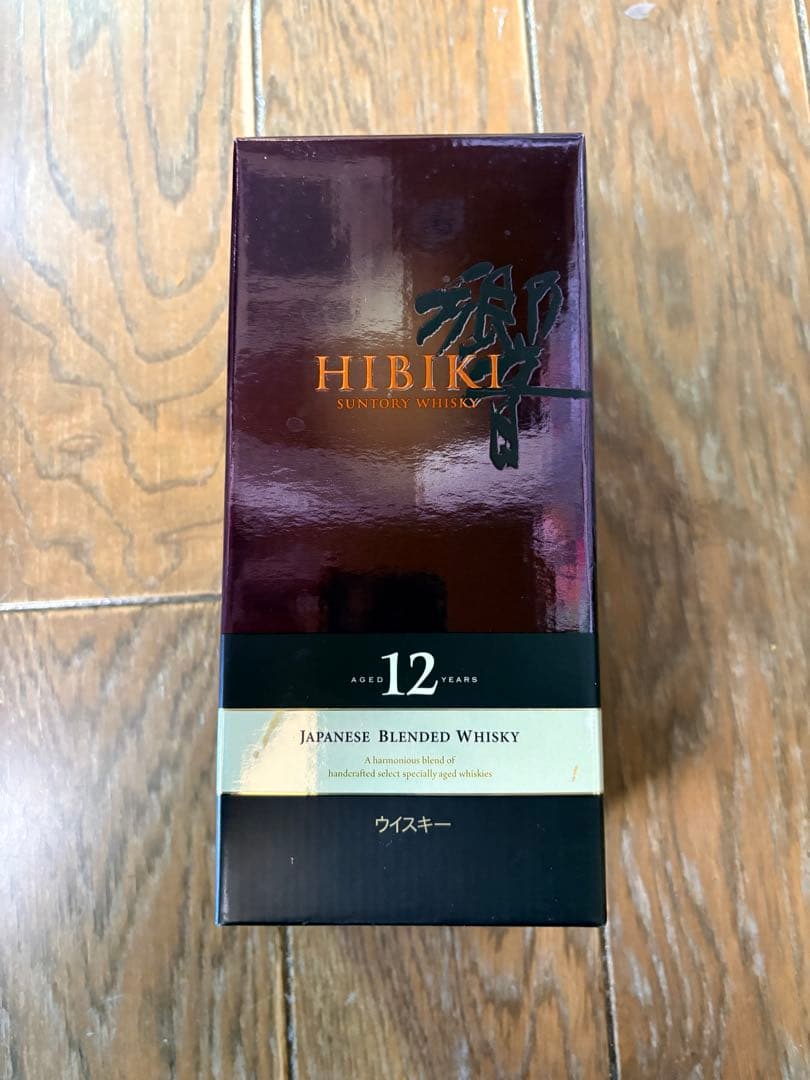 響
HIBIKI
SUNTORY WHISKY
AGED 12 YEARS
JAPANESE BLENDED WHISKY
A harmonious blend of
handcrafted select specially aged whiskies
ウイスキー